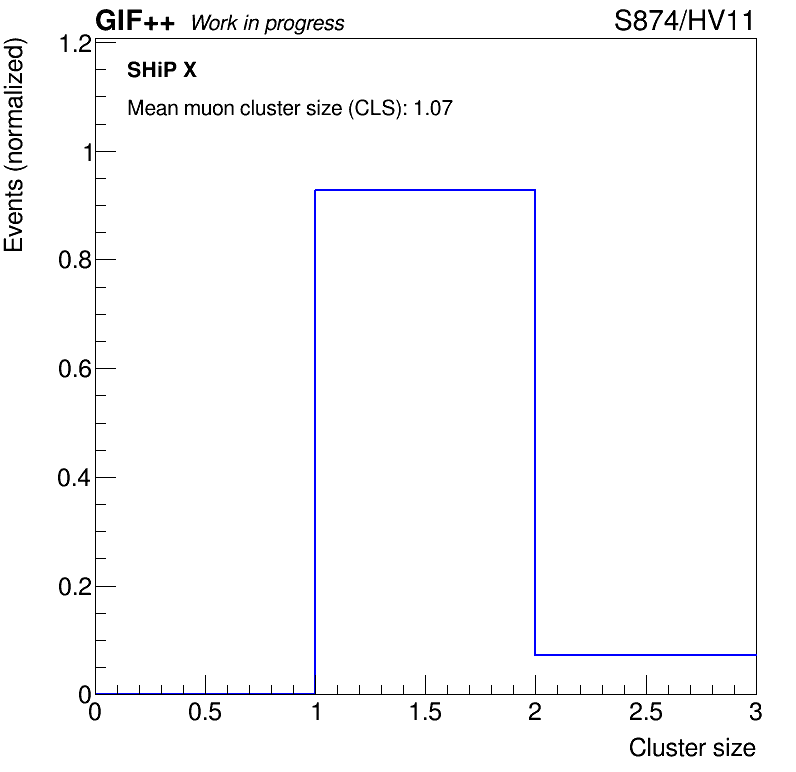 GIF++ Work in progress S874/HV11
Events (normalized)
1.2
1
0.8
0.6
0.4
0.2
0
SHiP X
Mean muon cluster size (CLS): 1.07
0 0.5 1 1.5 2 2.5 3
Cluster size